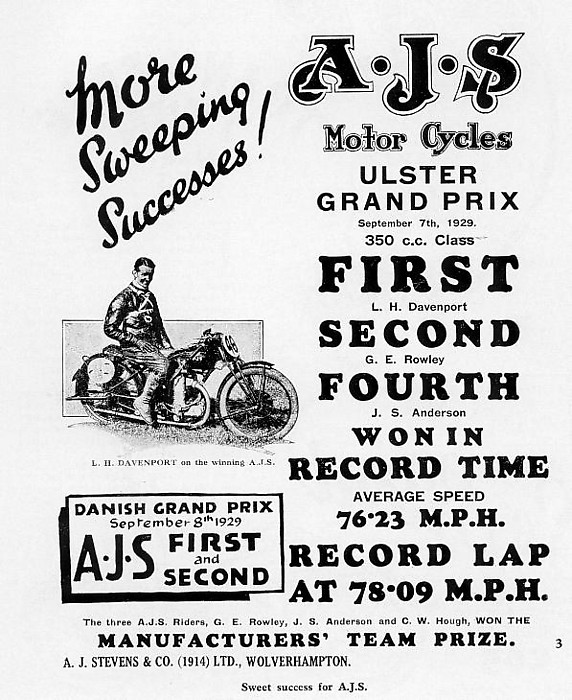 More
Sweeping
Successes!
A·J·S
Motor Cycles
ULSTER
GRAND PRIX
September 7th, 1929.
350 c.c. Class
FIRST
L. H. Davenport
SECOND
G. E. Rowley
FOURTH
J. S. Anderson
WON IN
RECORD TIME
AVERAGE SPEED
76·23 M.P.H.
RECORD LAP
AT 78·09 M.P.H.
L. H. DAVENPORT on the winning A.J.S.
DANISH GRAND PRIX
September 8th 1929
A·J·S FIRST
and
SECOND
The three A.J.S. Riders, G. E. Rowley, J. S. Anderson and C. W. Hough, WON THE
MANUFACTURERS' TEAM PRIZE.
3
A. J. STEVENS & CO. (1914) LTD., WOLVERHAMPTON.
Sweet success for A.J.S.